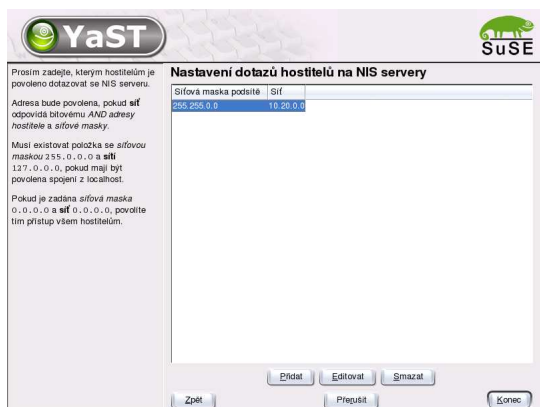 YaST
SuSE
Prosím zadejte, kterým hostitelům je
povoleno dotazovat se NIS serveru.
Adresa bude povolena, pokud síť
odpovídá bitovému AND adresy
hostitele a síťové masky.
Musí existovat položka se síťovou
maskou 255.0.0.0 a sítí
127.0.0.0, pokud mají být
povolena spojení z localhost.
Pokud je zadána síťová maska
0.0.0.0 a síť 0.0.0.0, povolíte
tím přístup všem hostitelům.
Nastavení dotazů hostitelů na NIS servery
Síťová maska podsítě Síť
255.255.0.0 10.20.0.0
Přidat Editovat Smazat
Zpět Přerušit Konec